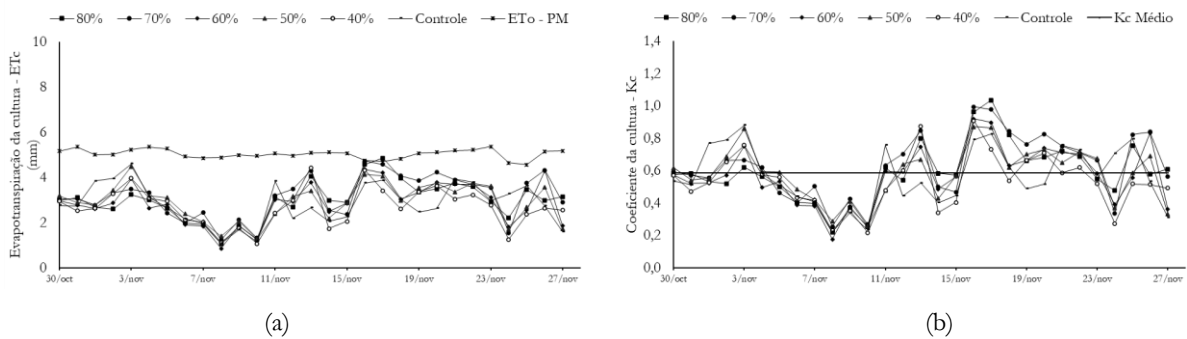 80% 70% 60% 50% 40% Controle ETo - PM
Evapotranspiração da cultura - ETc
(mm)
10
8
6
4
2
0
30/oct 3/nov 7/nov 11/nov 15/nov 19/nov 23/nov 27/nov
(a)
80% 70% 60% 50% 40% Controle Kc Médio
Coeficiente da cultura - Kc
1,4
1,2
1,0
0,8
0,6
0,4
0,2
0,0
30/oct 3/nov 7/nov 11/nov 15/nov 19/nov 23/nov 27/nov
(b)